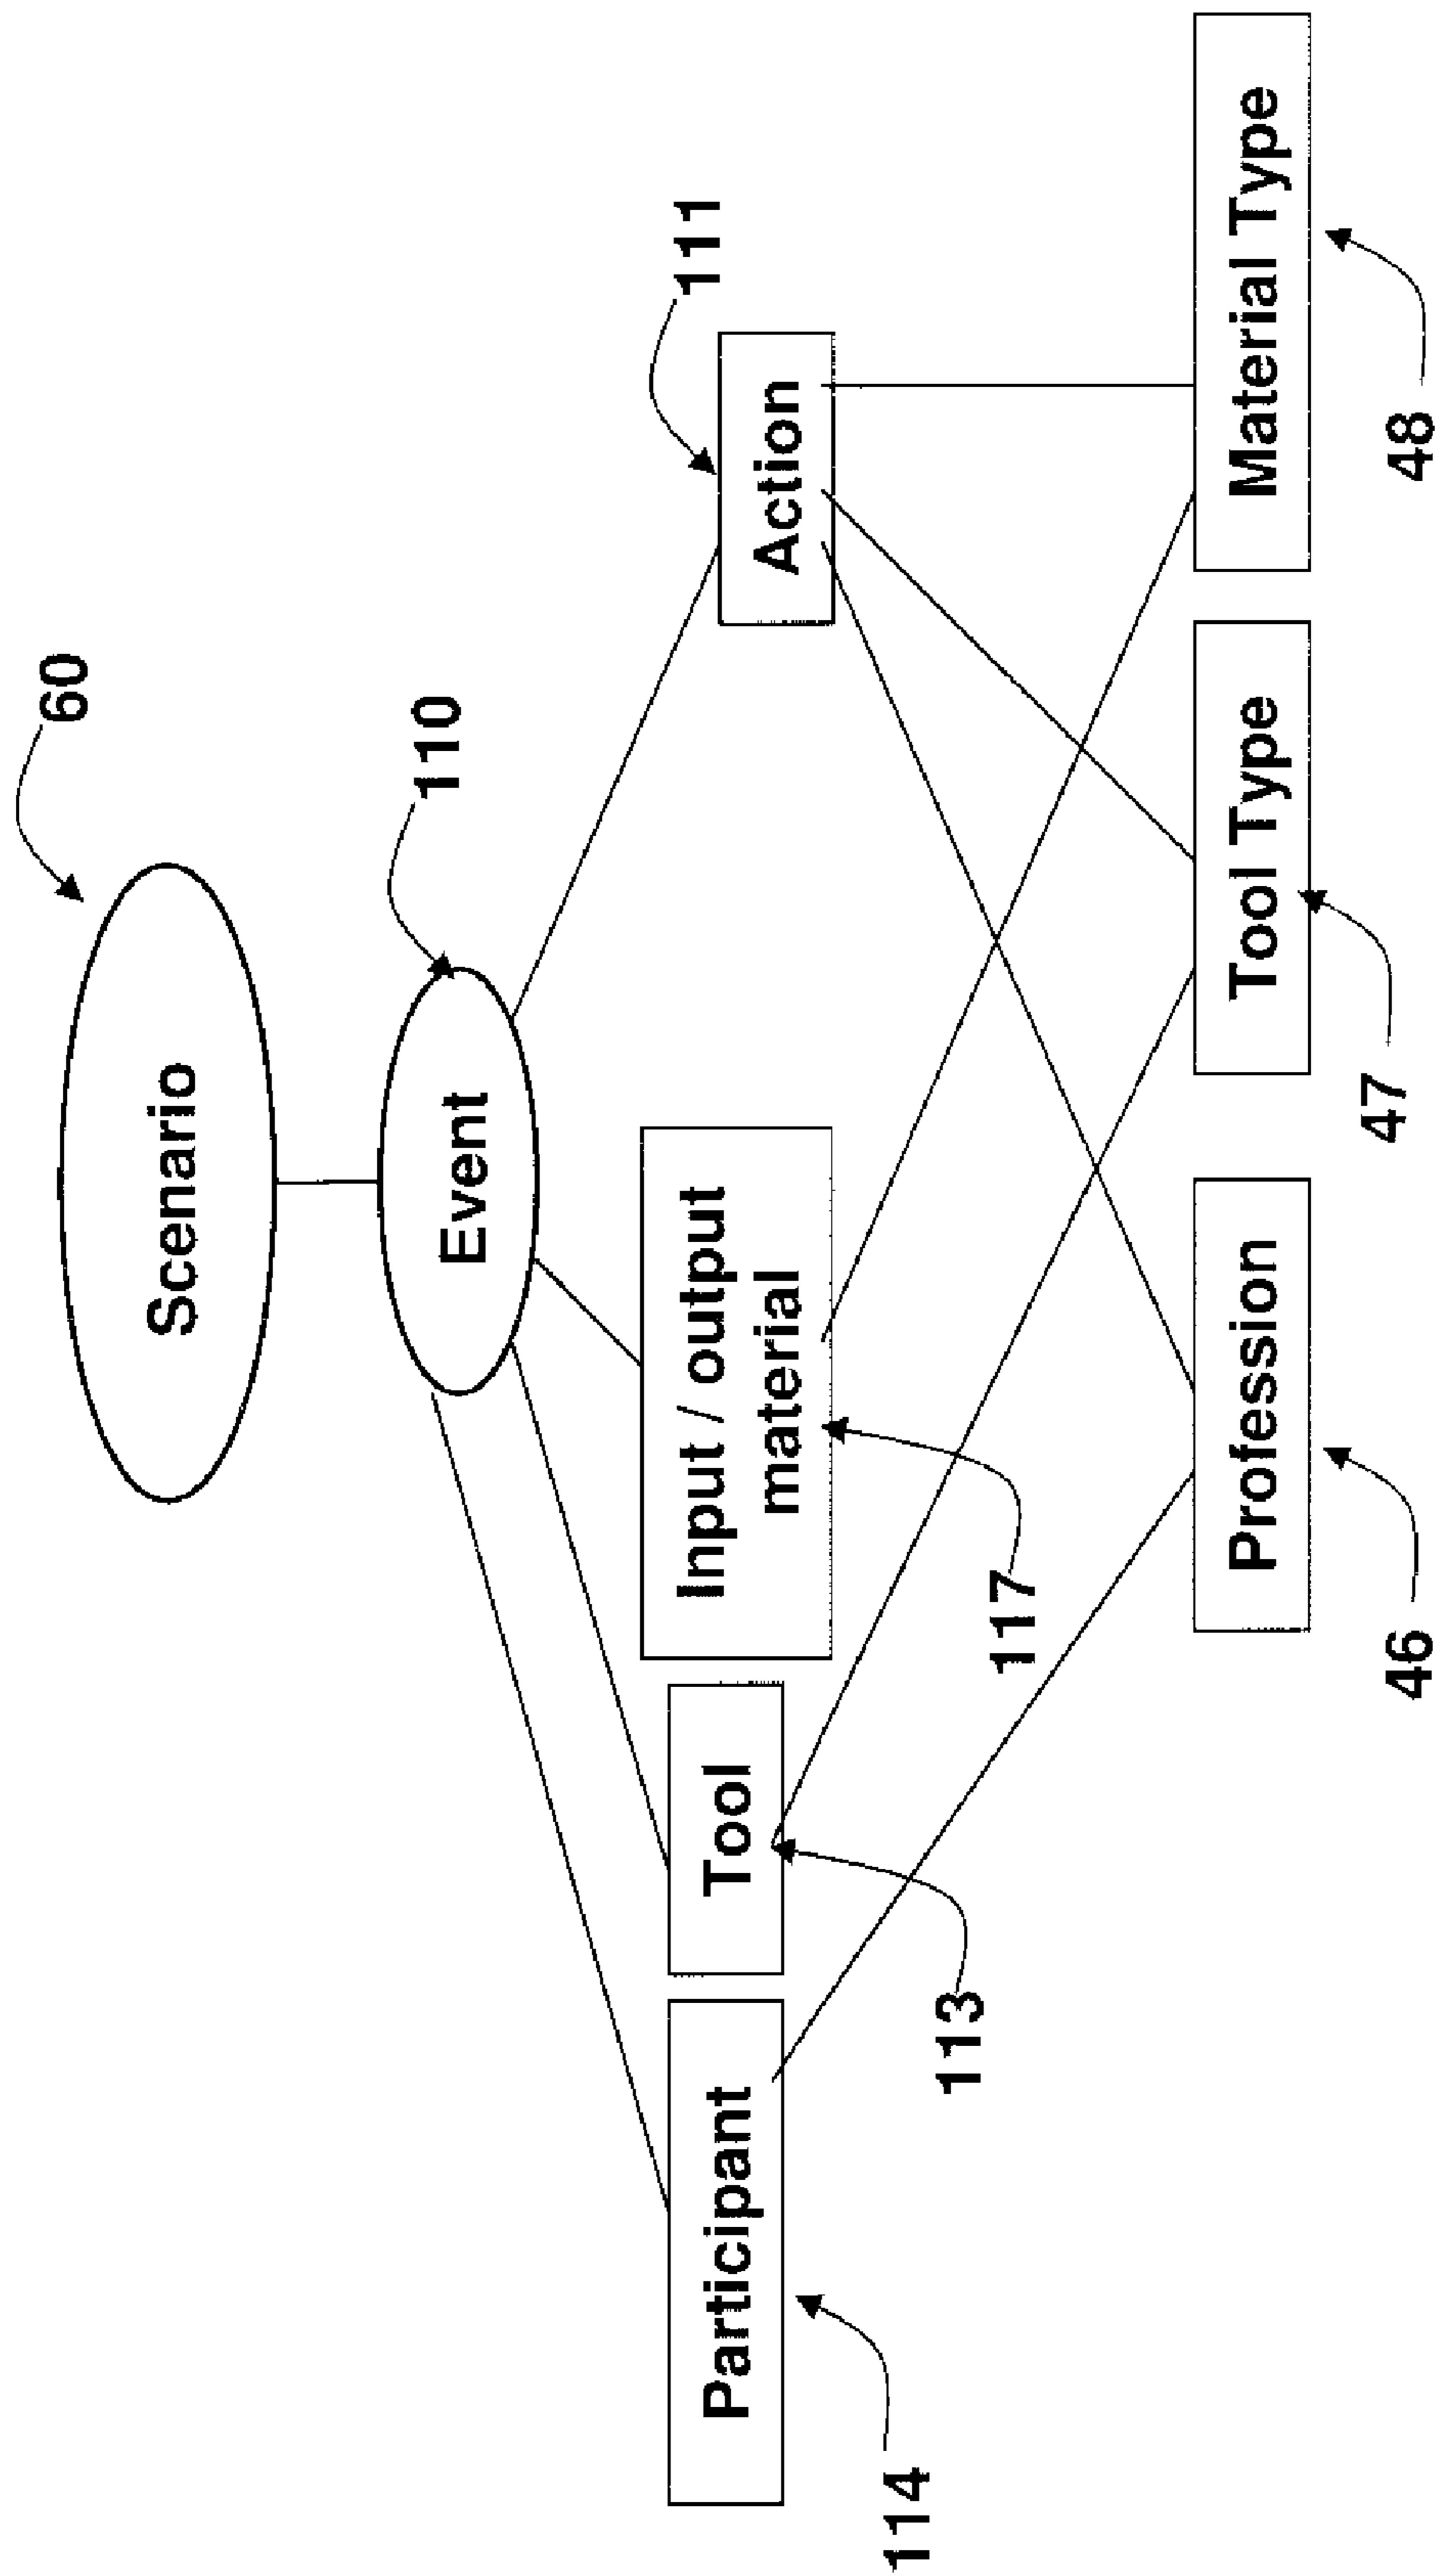 60
Scenario
110
Event
111
Participant
Tool
Input / output
material
Action
114
113
117
Profession
Tool Type
Material Type
46
47
48